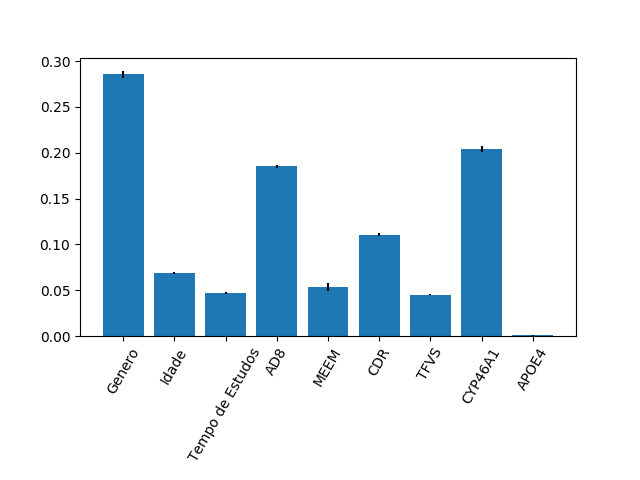 0.30
0.25
0.20
0.15
0.10
0.05
0.00
Genero
Idade
Tempo de Estudos
AD8
MEEM
CDR
TFVS
CYP46A1
APOE4